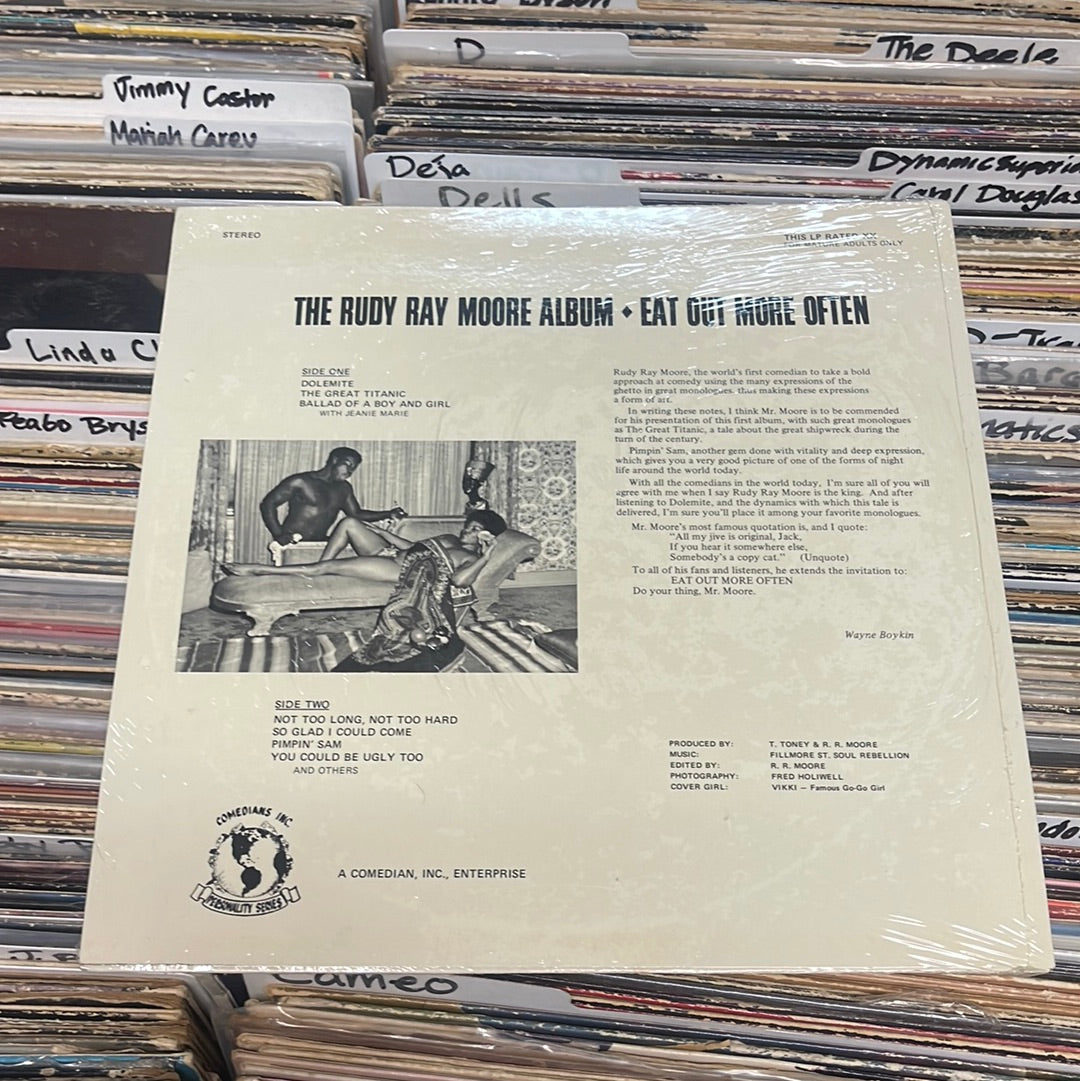 D
The Deele
Jimmy Castor
Mariah Carey
Deja
Dells
Dynamic Superio
Carol Douglas
Linda Cl
Peabo Brys
STEREO
THIS LP RATED XX
FOR MATURE ADULTS ONLY
THE RUDY RAY MOORE ALBUM • EAT OUT MORE OFTEN
SIDE ONE
DOLEMITE
THE GREAT TITANIC
BALLAD OF A BOY AND GIRL
WITH JEANIE MARIE
Rudy Ray Moore, the world's first comedian to take a bold
approach at comedy using the many expressions of the
ghetto in great monologues, thus making these expressions
a form of art.
In writing these notes, I think Mr. Moore is to be commended
for his presentation of this first album, with such great monologues
as The Great Titanic, a tale about the great shipwreck during the
turn of the century.
Pimpin' Sam, another gem done with vitality and deep expression,
which gives you a very good picture of one of the forms of night
life around the world today.
With all the comedians in the world today, I'm sure all of you will
agree with me when I say Rudy Ray Moore is the king. And after
listening to Dolemite, and the dynamics with which this tale is
delivered, I'm sure you'll place it among your favorite monologues.
Mr. Moore's most famous quotation is, and I quote:
"All my jive is original, Jack,
If you hear it somewhere else,
Somebody's a copy cat." (Unquote)
To all of his fans and listeners, he extends the invitation to:
EAT OUT MORE OFTEN
Do your thing, Mr. Moore.
Wayne Boykin
SIDE TWO
NOT TOO LONG, NOT TOO HARD
SO GLAD I COULD COME
PIMPIN' SAM
YOU COULD BE UGLY TOO
AND OTHERS
PRODUCED BY: T. TONEY & R. R. MOORE
MUSIC: FILLMORE ST. SOUL REBELLION
EDITED BY: R. R. MOORE
PHOTOGRAPHY: FRED HOLIWELL
COVER GIRL: VIKKI — Famous Go-Go Girl
COMEDIANS INC.
PERSONALITY SERIES
A COMEDIAN, INC., ENTERPRISE
Cameo